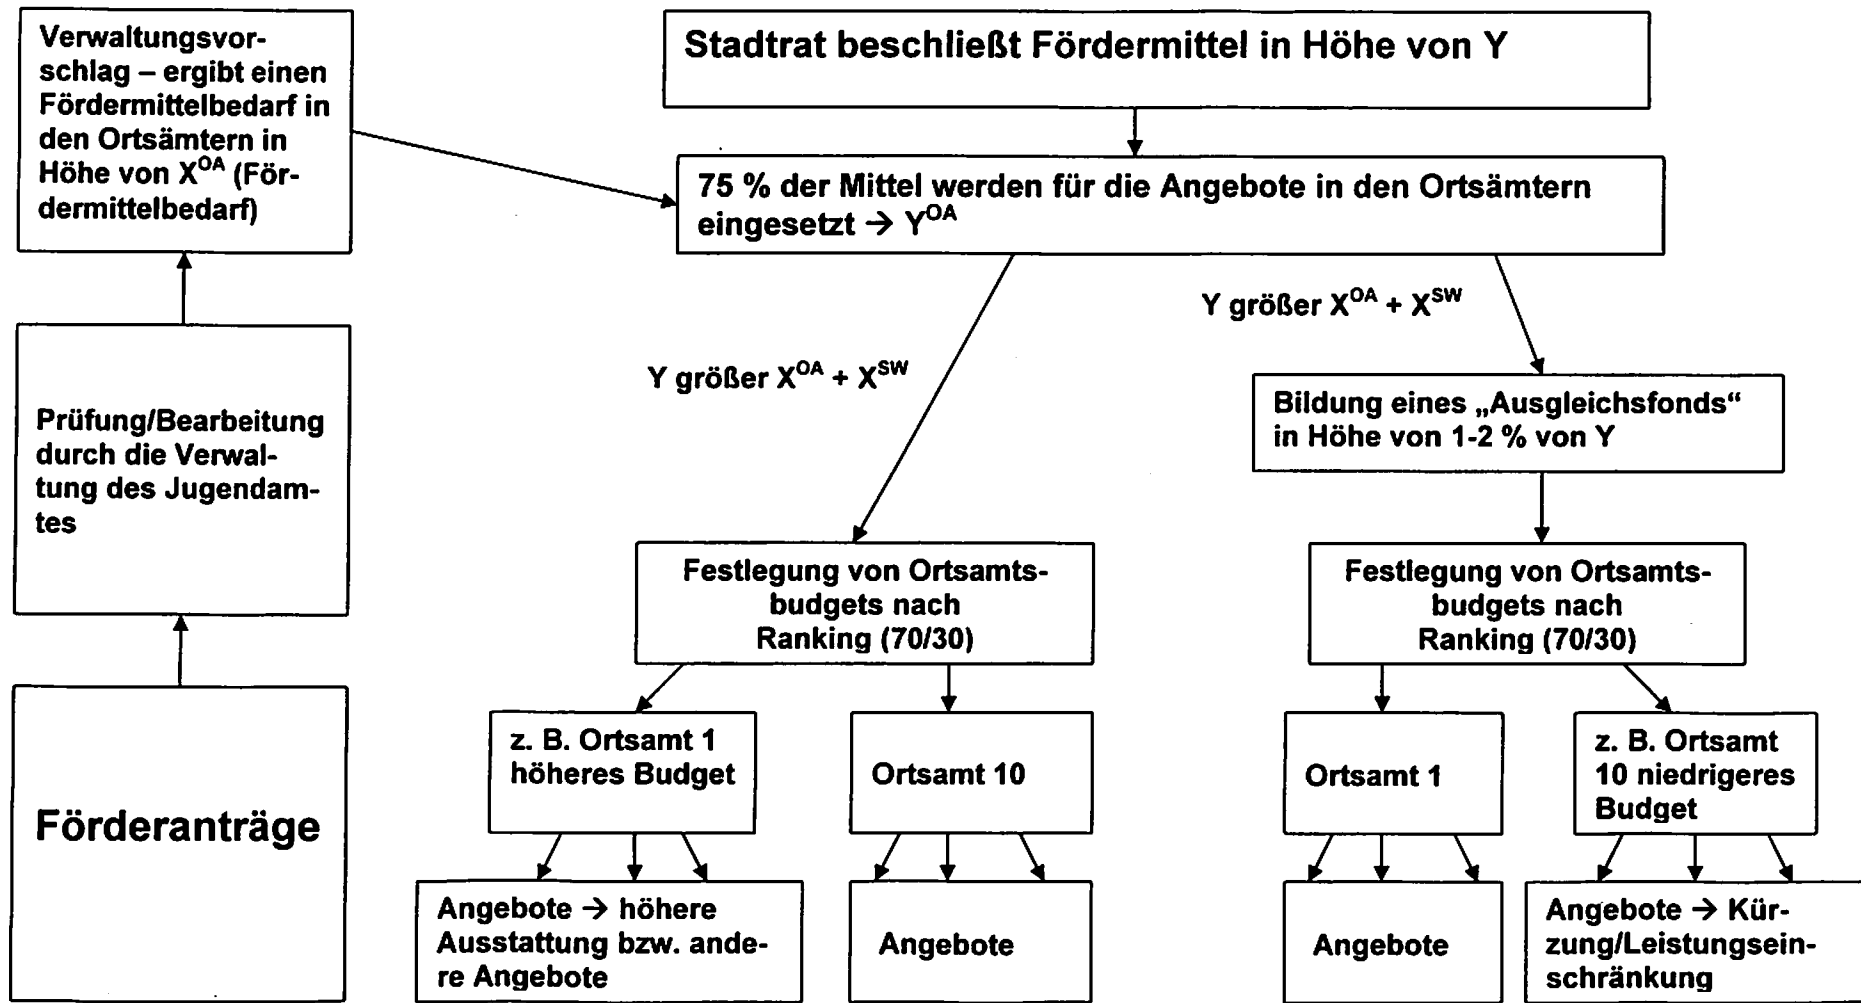 Verwaltungsvor-
schlag – ergibt einen
Fördermittelbedarf in
den Ortsämtern in
Höhe von X^OA (För-
dermittelbedarf)
Prüfung/Bearbeitung
durch die Verwal-
tung des Jugendam-
tes
Förderanträge
Stadtrat beschließt Fördermittel in Höhe von Y
75 % der Mittel werden für die Angebote in den Ortsämtern
eingesetzt → Y^OA
Y größer X^OA + X^SW
Y größer X^OA + X^SW
Bildung eines „Ausgleichsfonds“
in Höhe von 1-2 % von Y
Festlegung von Ortsamts-
budgets nach
Ranking (70/30)
Festlegung von Ortsamts-
budgets nach
Ranking (70/30)
z. B. Ortsamt 1
höheres Budget
Ortsamt 10
Ortsamt 1
z. B. Ortsamt
10 niedrigeres
Budget
Angebote → höhere
Ausstattung bzw. ande-
re Angebote
Angebote
Angebote
Angebote → Kür-
zung/Leistungsein-
schränkung